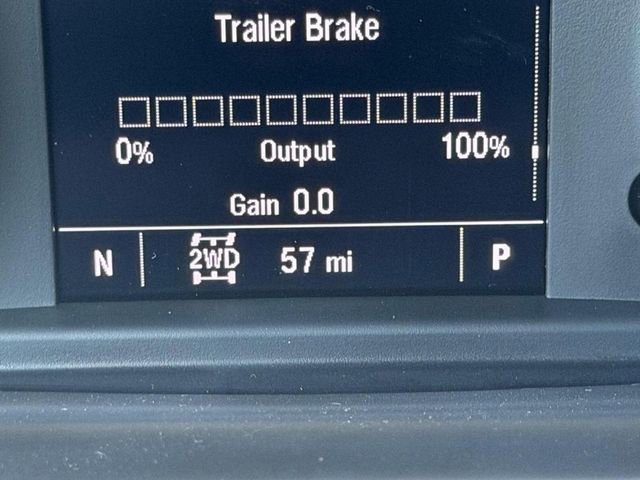 Trailer Brake
0% Output 100%
Gain 0.0
N 2WD 57 mi P